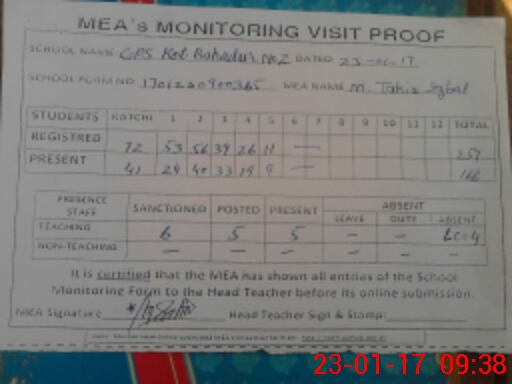 MEA's MONITORING VISIT PROOF
SCHOOL NAME GPS Kot Bahadur No.2 DATED 23-01-17
SCHOOL FORM NO MEA NAME M. Tahir Iqbal
STUDENTS KATCHI 1 2 3 4 5 6 7 8 9 10 11 12 TOTAL
REGISTRED 72 53 56 39 26 11 — 257
PRESENT 41 24 40 33 19 9 — 166
PRESENCE STAFF SANCTIONED POSTED PRESENT ABSENT
LEAVE DUTY ABSENT
TEACHING 6 5 5 — —
NON-TEACHING — — — — — —
It is certified that the MEA has shown all entries of the School
Monitoring Form to the Head Teacher before its online submission.
MEA Signature Head Teacher Sign & Stamp:
23-01-17 09:38